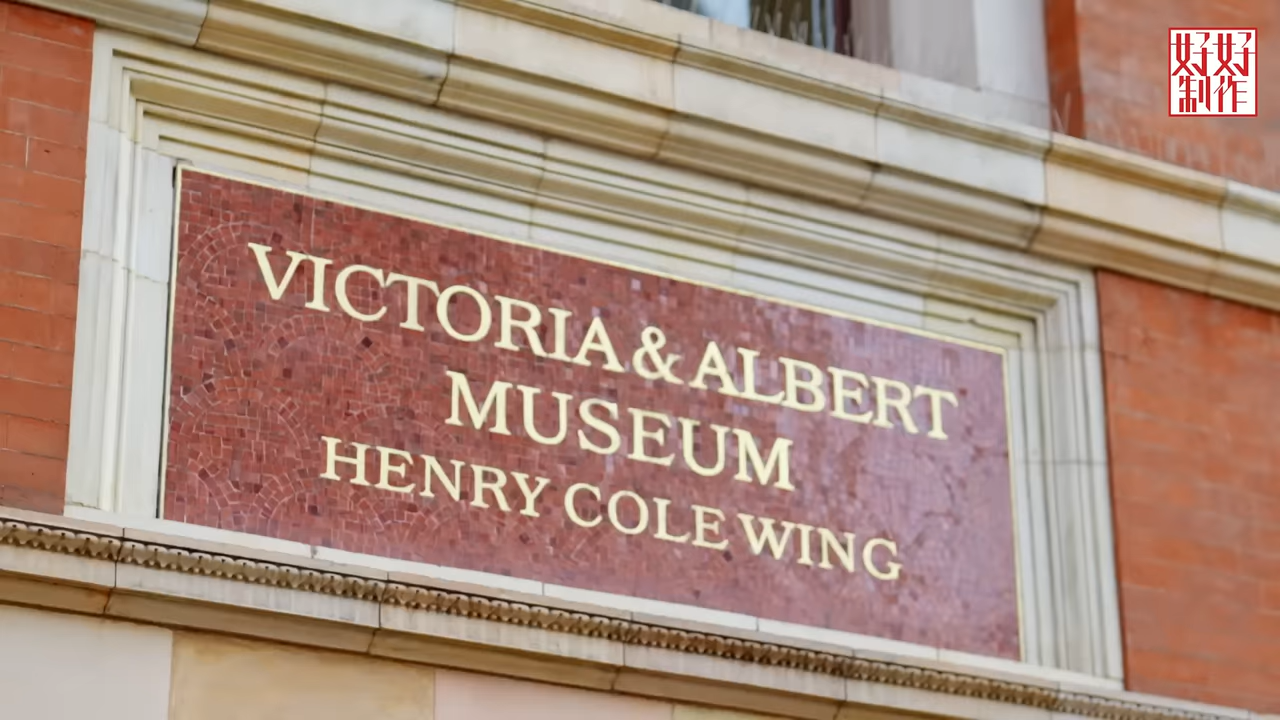 好好
制作
VICTORIA & ALBERT
MUSEUM
HENRY COLE WING